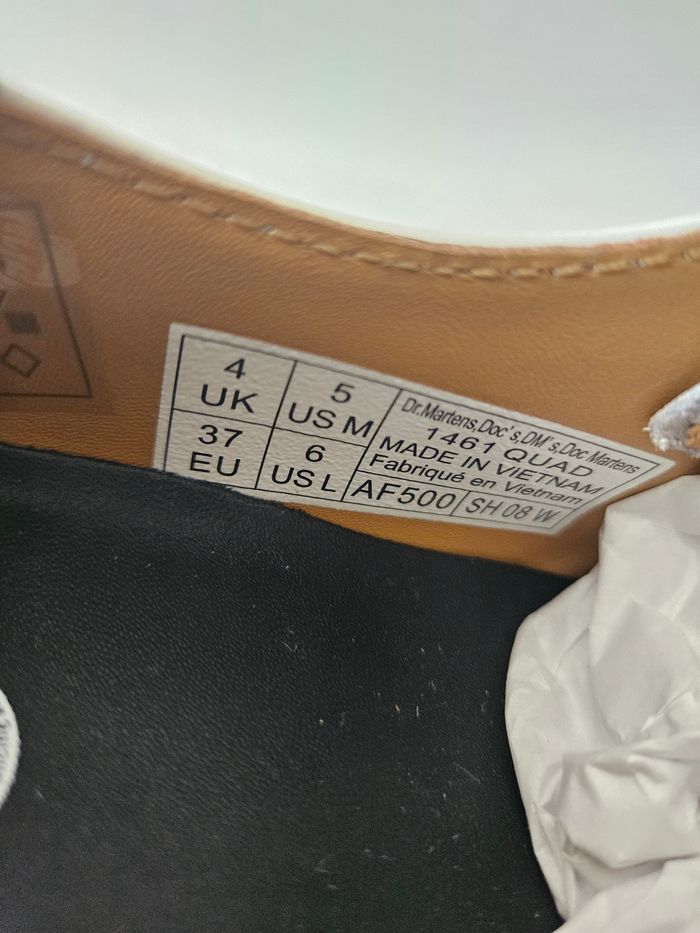 4
UK
5
US M
37
EU
6
US L
Dr.Martens,Doc's,DM's,Doc Martens
1461 QUAD
MADE IN VIETNAM
Fabriqué en Vietnam
AF500
SH 08 W